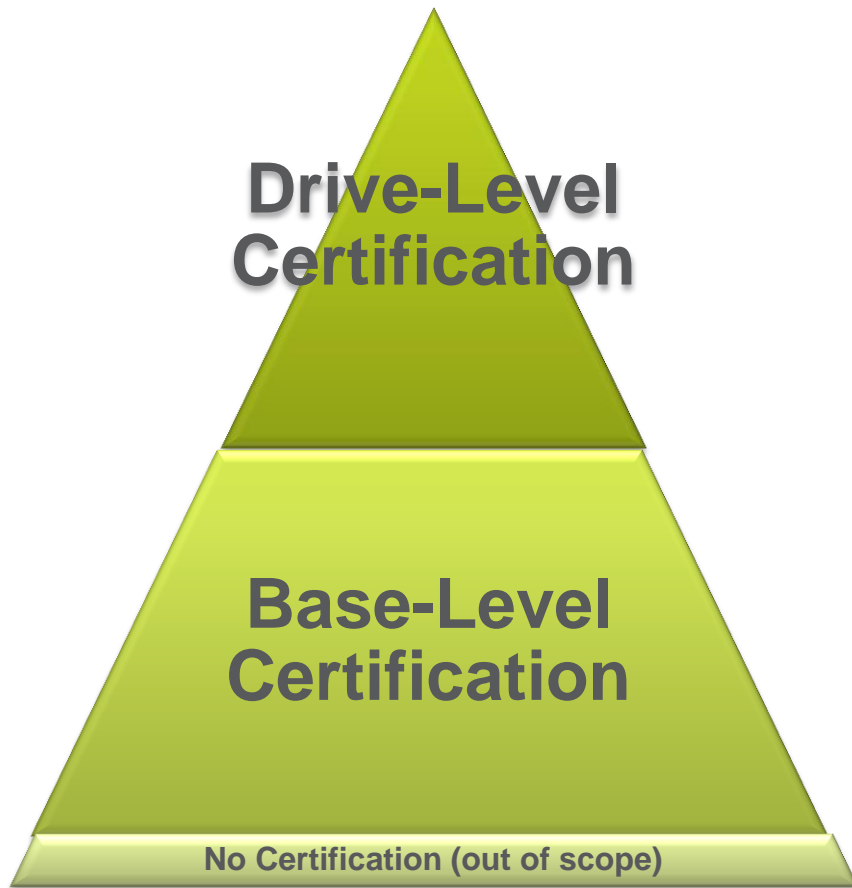 Drive-Level
Certification
Base-Level
Certification
No Certification (out of scope)